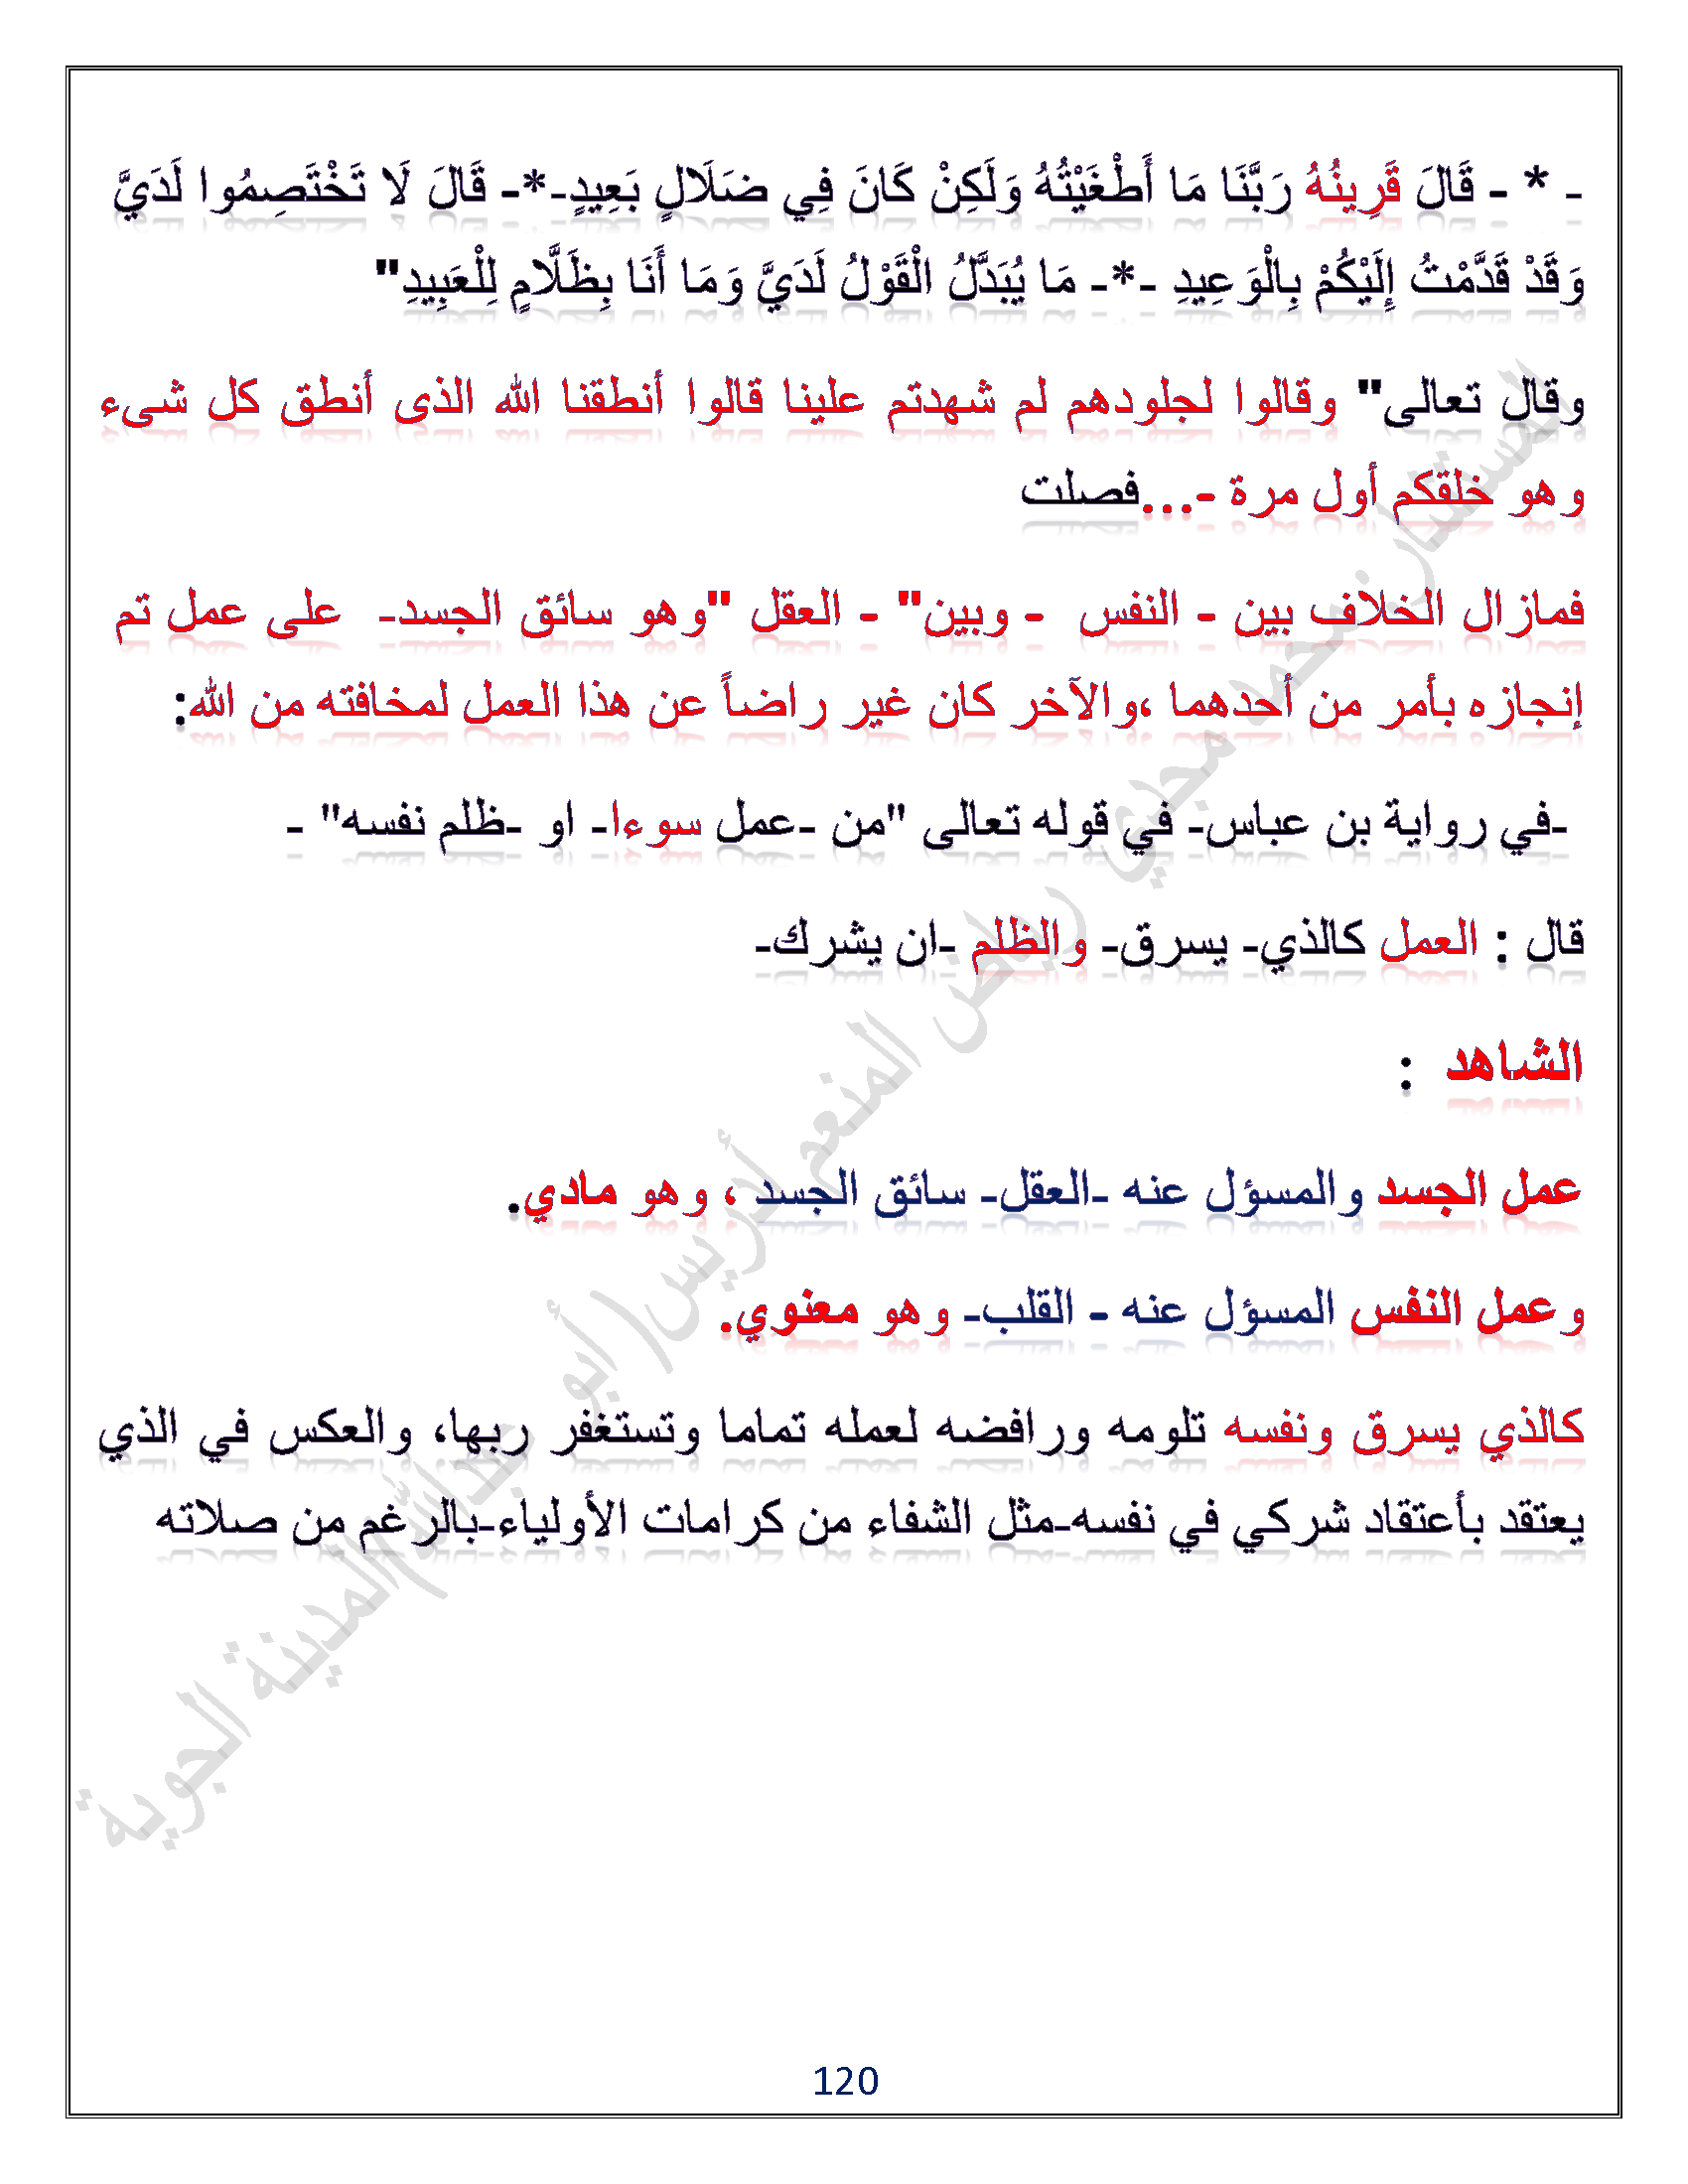 - * - قَالَ قَرِينُهُ رَبَّنَا مَا أَطْغَيْتُهُ وَلَكِنْ كَانَ فِي ضَلَالٍ بَعِيدٍ-*- قَالَ لَا تَخْتَصِمُوا لَدَيَّ
وَقَدْ قَدَّمْتُ إِلَيْكُمْ بِالْوَعِيدِ -*- مَا يُبَدَّلُ الْقَوْلُ لَدَيَّ وَمَا أَنَا بِظَلَّامٍ لِلْعَبِيدِ"
وقال تعالى" وقالوا لجلودهم لم شهدتم علينا قالوا أنطقنا الله الذى أنطق كل شىء
وهو خلقكم أول مرة -...فصلت
فمازال الخلاف بين - النفس - وبين" - العقل "وهو سائق الجسد- على عمل تم
إنجازه بأمر من أحدهما ،والآخر كان غير راضاً عن هذا العمل لمخافته من الله:
-في رواية بن عباس- في قوله تعالى "من -عمل سوءا- او -ظلم نفسه" -
قال : العمل كالذي- يسرق- والظلم -ان يشرك-
الشاهد :
عمل الجسد والمسؤل عنه -العقل- سائق الجسد ، وهو مادي.
وعمل النفس المسؤل عنه - القلب- وهو معنوي.
كالذي يسرق ونفسه تلومه ورافضه لعمله تماما وتستغفر ربها، والعكس في الذي
يعتقد بأعتقاد شركي في نفسه-مثل الشفاء من كرامات الأولياء-بالرغم من صلاته
المستشار.محمد مجدي رياض المنعم أدريس(أبو عبدالله)المدينة الجوية
120